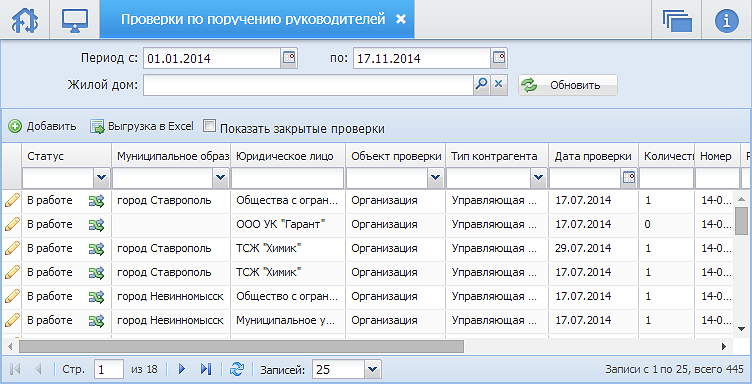 Проверки по поручению руководителей
Период с: 01.01.2014 по: 17.11.2014
Жилой дом: Обновить
Добавить Выгрузка в Excel Показать закрытые проверки
Статус Муниципальное образ Юридическое лицо Объект проверки Тип контрагента Дата проверки Количесть Номер
В работе город Ставрополь Общества с огран... Организация Управляющая ... 17.07.2014 1 14-0...
В работе ООО УК "Гарант" Организация Управляющая ... 17.07.2014 0 14-0...
В работе город Ставрополь ТСЖ "Химик" Организация Управляющая ... 29.07.2014 1 14-0...
В работе город Ставрополь ТСЖ "Химик" Организация Управляющая ... 17.07.2014 1 14-0...
В работе город Невинномысск Общество с огран... Организация Управляющая ... 17.07.2014 1 14-0...
В работе город Невинномысск Муниципальное у... Организация Управляющая ... 17.07.2014 1 14-0...
Стр. 1 из 18 Записей: 25 Записи с 1 по 25, всего 445